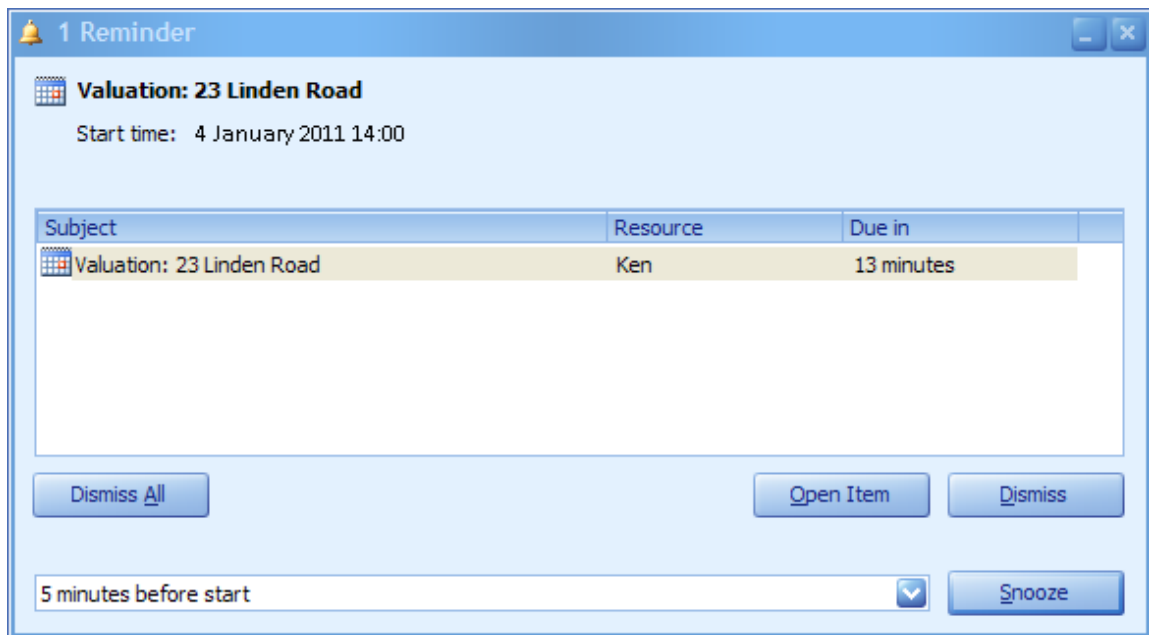 1 Reminder
Valuation: 23 Linden Road
Start time: 4 January 2011 14:00
Subject Resource Due in
Valuation: 23 Linden Road Ken 13 minutes
Dismiss All Open Item Dismiss
5 minutes before start Snooze